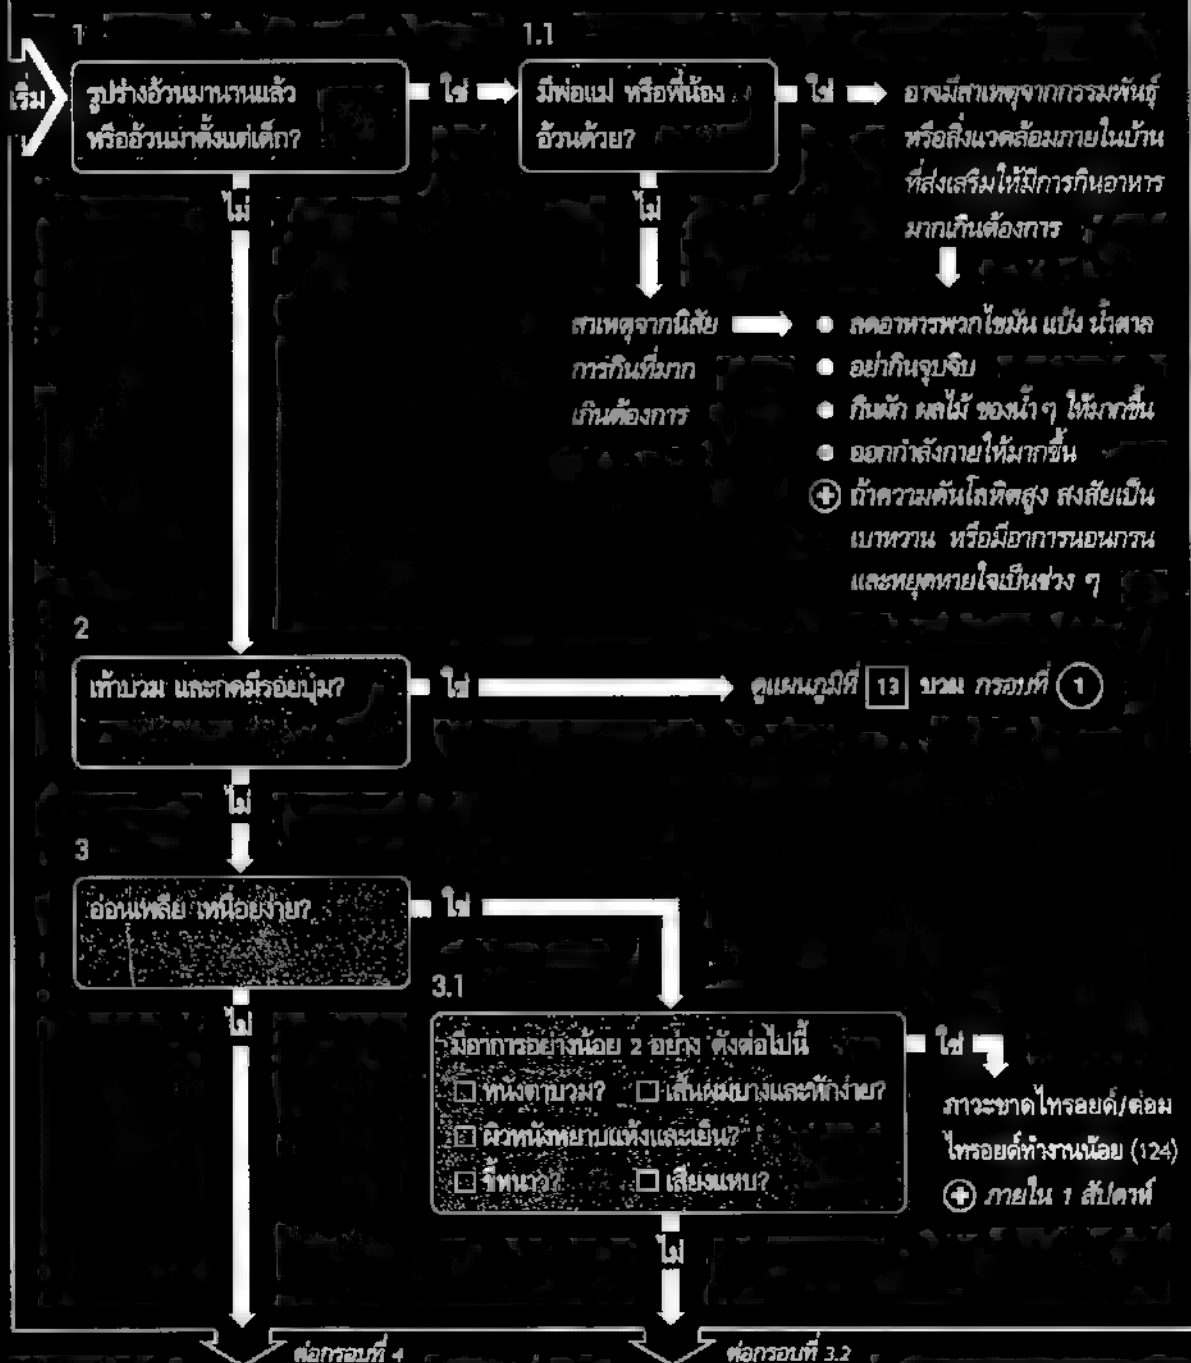 เริ่ม
1
รูปร่างอ้วนมานานแล้ว
หรืออ้วนมาตั้งแต่เด็ก?
ใช่
1.1
มีพ่อแม่ หรือพี่น้อง
อ้วนด้วย?
ใช่
อาจมีสาเหตุจากกรรมพันธุ์
หรือสิ่งแวดล้อมภายในบ้าน
ที่ส่งเสริมให้มีการกินอาหาร
มากเกินต้องการ
ไม่
ไม่
สาเหตุจากนิสัย
การกินที่มาก
เกินต้องการ
ลดอาหารพวกไขมัน แป้ง น้ำตาล
อย่ากินจุบจิบ
กินผัก ผลไม้ ของน้ำ ๆ ให้มากขึ้น
ออกกำลังกายให้มากขึ้น
ถ้าความดันโลหิตสูง สงสัยเป็น
เบาหวาน หรือมีอาการนอนกรน
และหยุดหายใจเป็นช่วง ๆ
2
เท้าบวม และกดมีรอยบุ๋ม?
ใช่
ดูแผนภูมิที่ 13 บวม กรอบที่ 1
ไม่
3
อ่อนเพลีย เหนื่อยง่าย?
ใช่
ไม่
3.1
มีอาการอย่างน้อย 2 อย่าง ดังต่อไปนี้
หนังตาบวม? เส้นผมบางและหักง่าย?
ผิวหนังหยาบแห้งและเย็น?
ขี้หนาว? เสียงแหบ?
ใช่
ภาวะขาดไทรอยด์/ต่อม
ไทรอยด์ทำงานน้อย (124)
ภายใน 1 สัปดาห์
ไม่
ต่อกรอบที่ 4
ต่อกรอบที่ 3.2